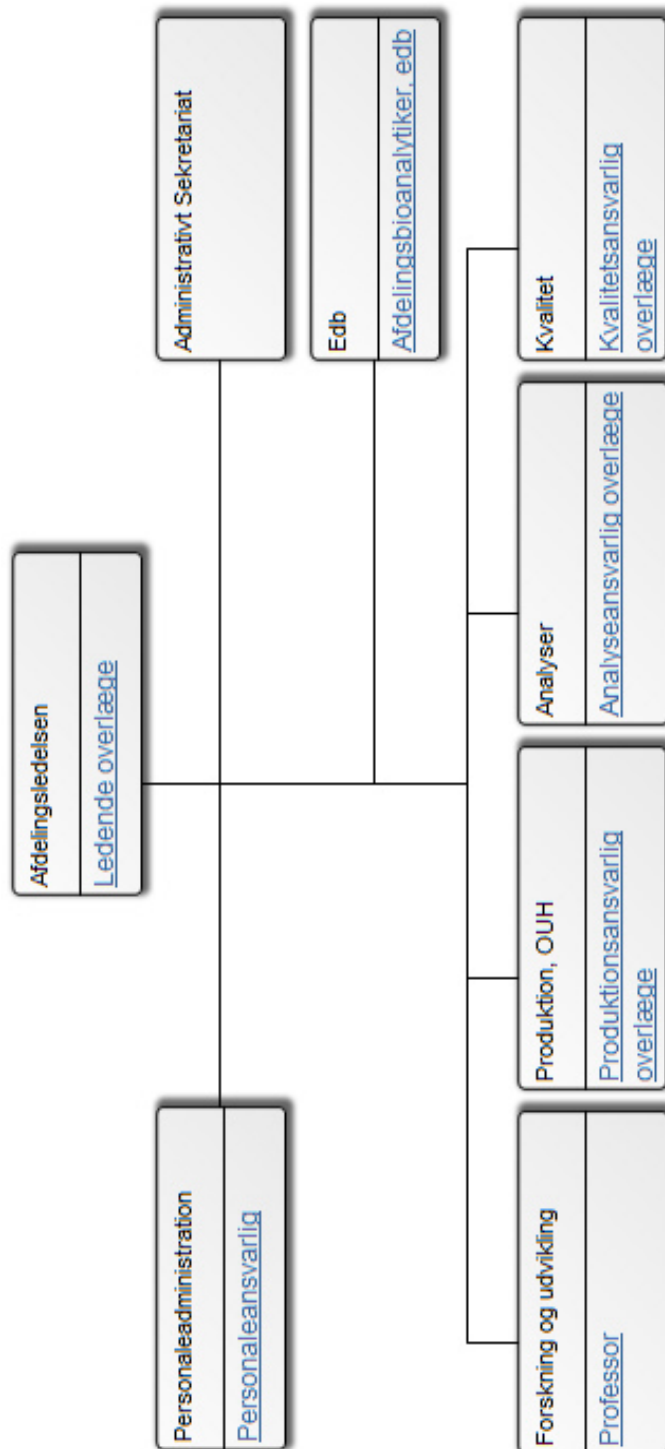 Afdelingsledelsen
Ledende overlæge
Personaleadministration
Personaleansvarlig
Administrativt Sekretariat
Edb
Afdelingsbioanalytiker, edb
Forskning og udvikling
Professor
Produktion, OUH
Produktionsansvarlig
overlæge
Analyser
Analyseansvarlig overlæge
Kvalitet
Kvalitetsansvarlig
overlæge